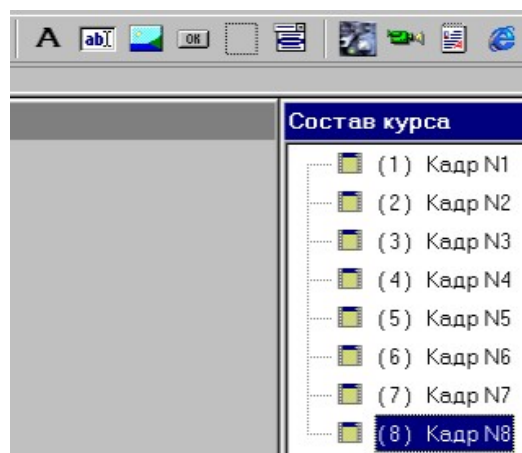 A ab OK
Состав курса
(1) Кадр N1
(2) Кадр N2
(3) Кадр N3
(4) Кадр N4
(5) Кадр N5
(6) Кадр N6
(7) Кадр N7
(8) Кадр N8